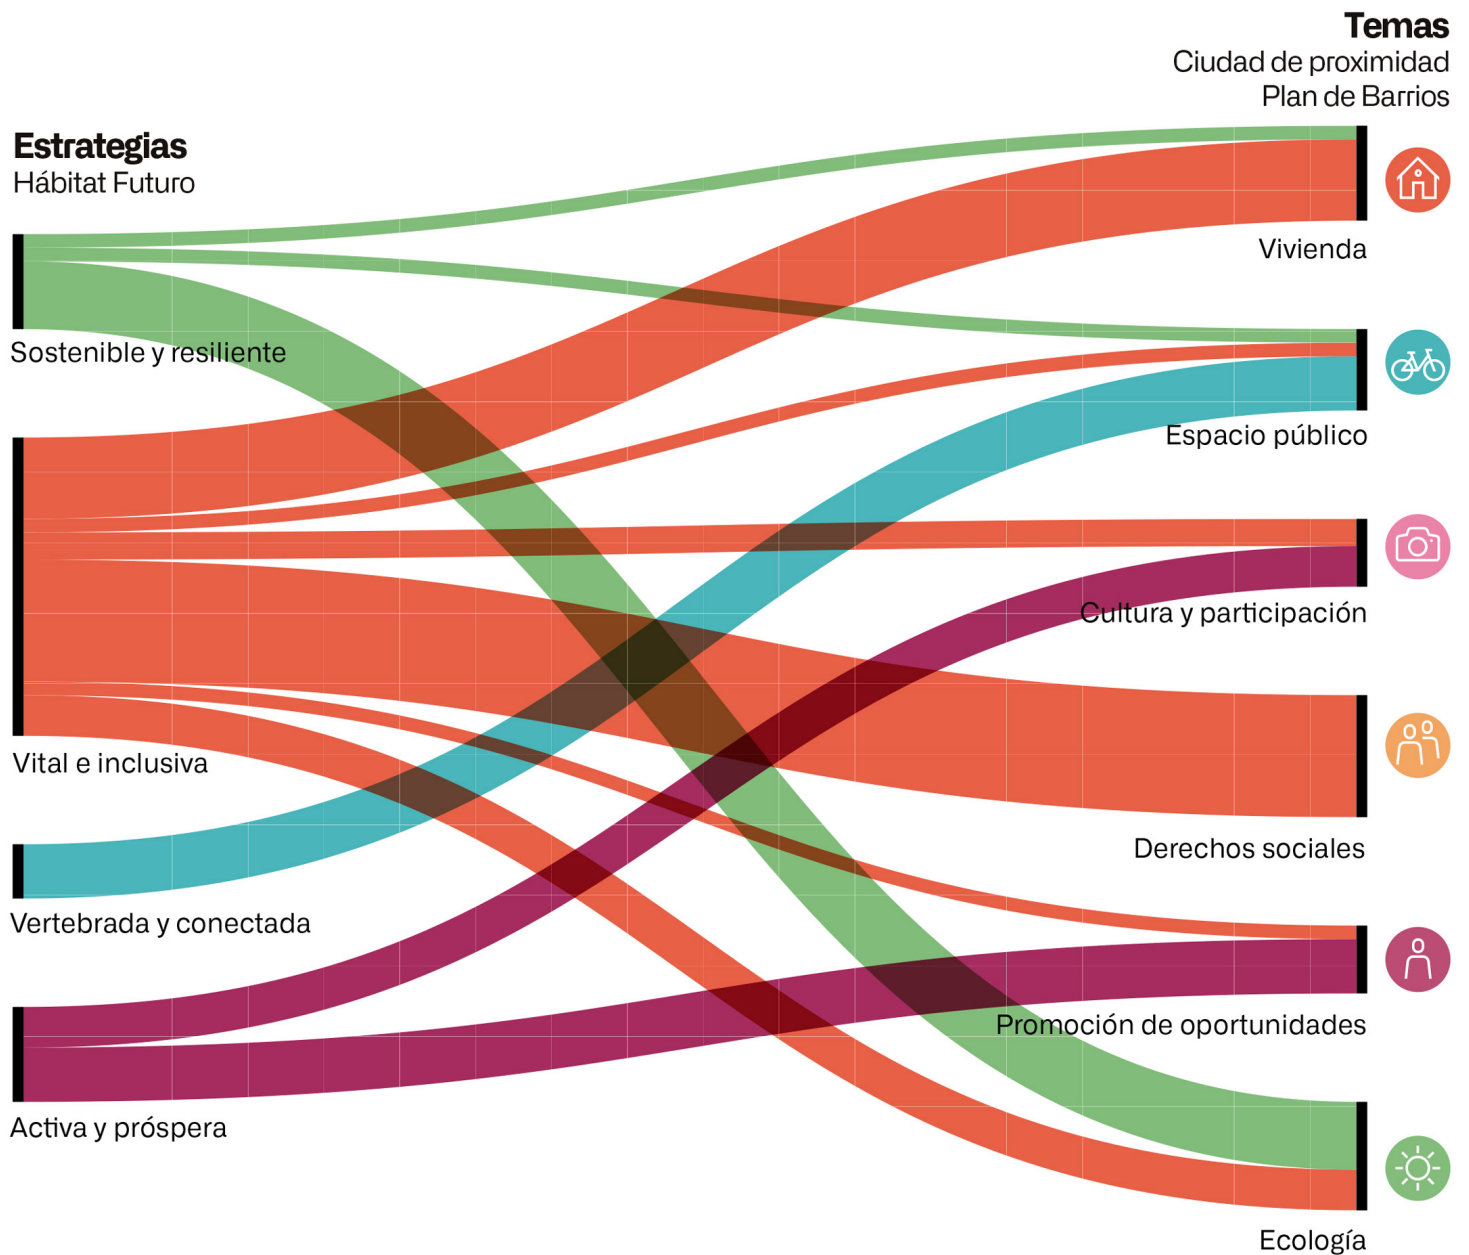 Estrategias
Hábitat Futuro
Sostenible y resiliente
Vital e inclusiva
Vertebrada y conectada
Activa y próspera
Temas
Ciudad de proximidad
Plan de Barrios
Vivienda
Espacio público
Cultura y participación
Derechos sociales
Promoción de oportunidades
Ecología